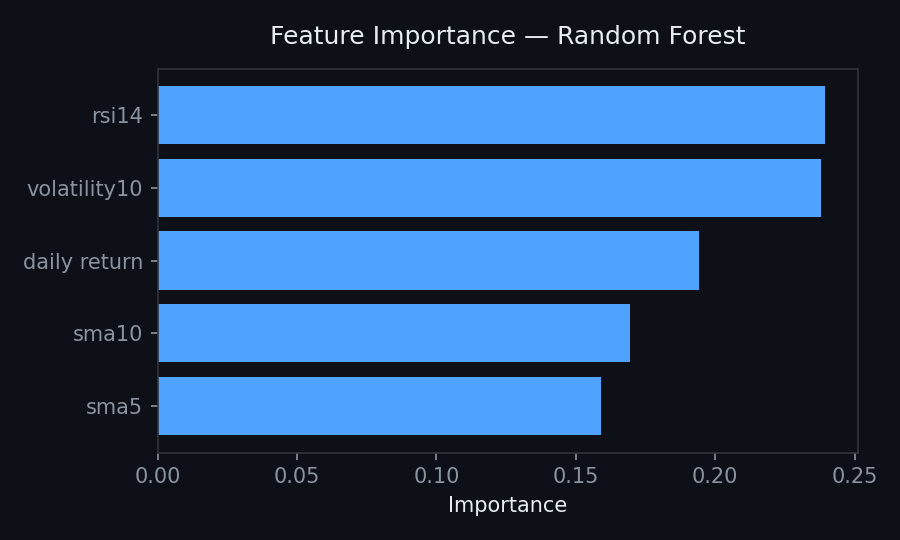 Feature Importance — Random Forest
rsi14
volatility10
daily return
sma10
sma5
0.00 0.05 0.10 0.15 0.20 0.25
Importance